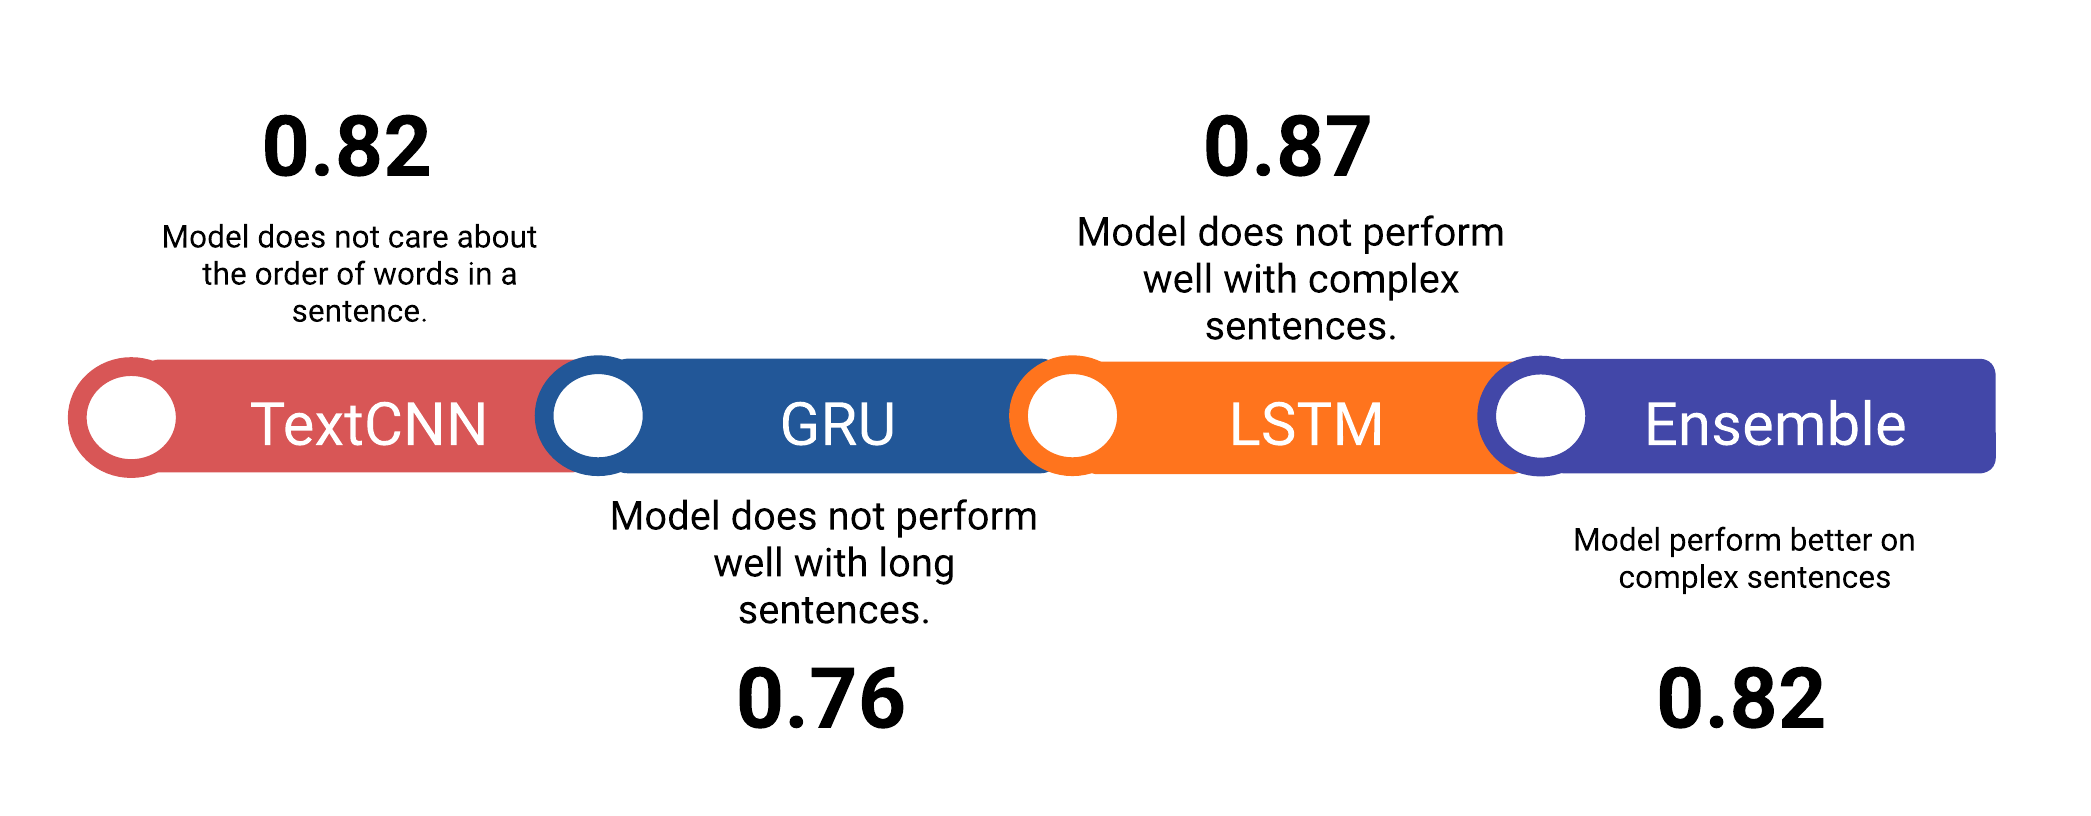 0.82
Model does not care about
the order of words in a
sentence.
0.87
Model does not perform
well with complex
sentences.
TextCNN
GRU
LSTM
Ensemble
Model does not perform
well with long
sentences.
0.76
Model perform better on
complex sentences
0.82